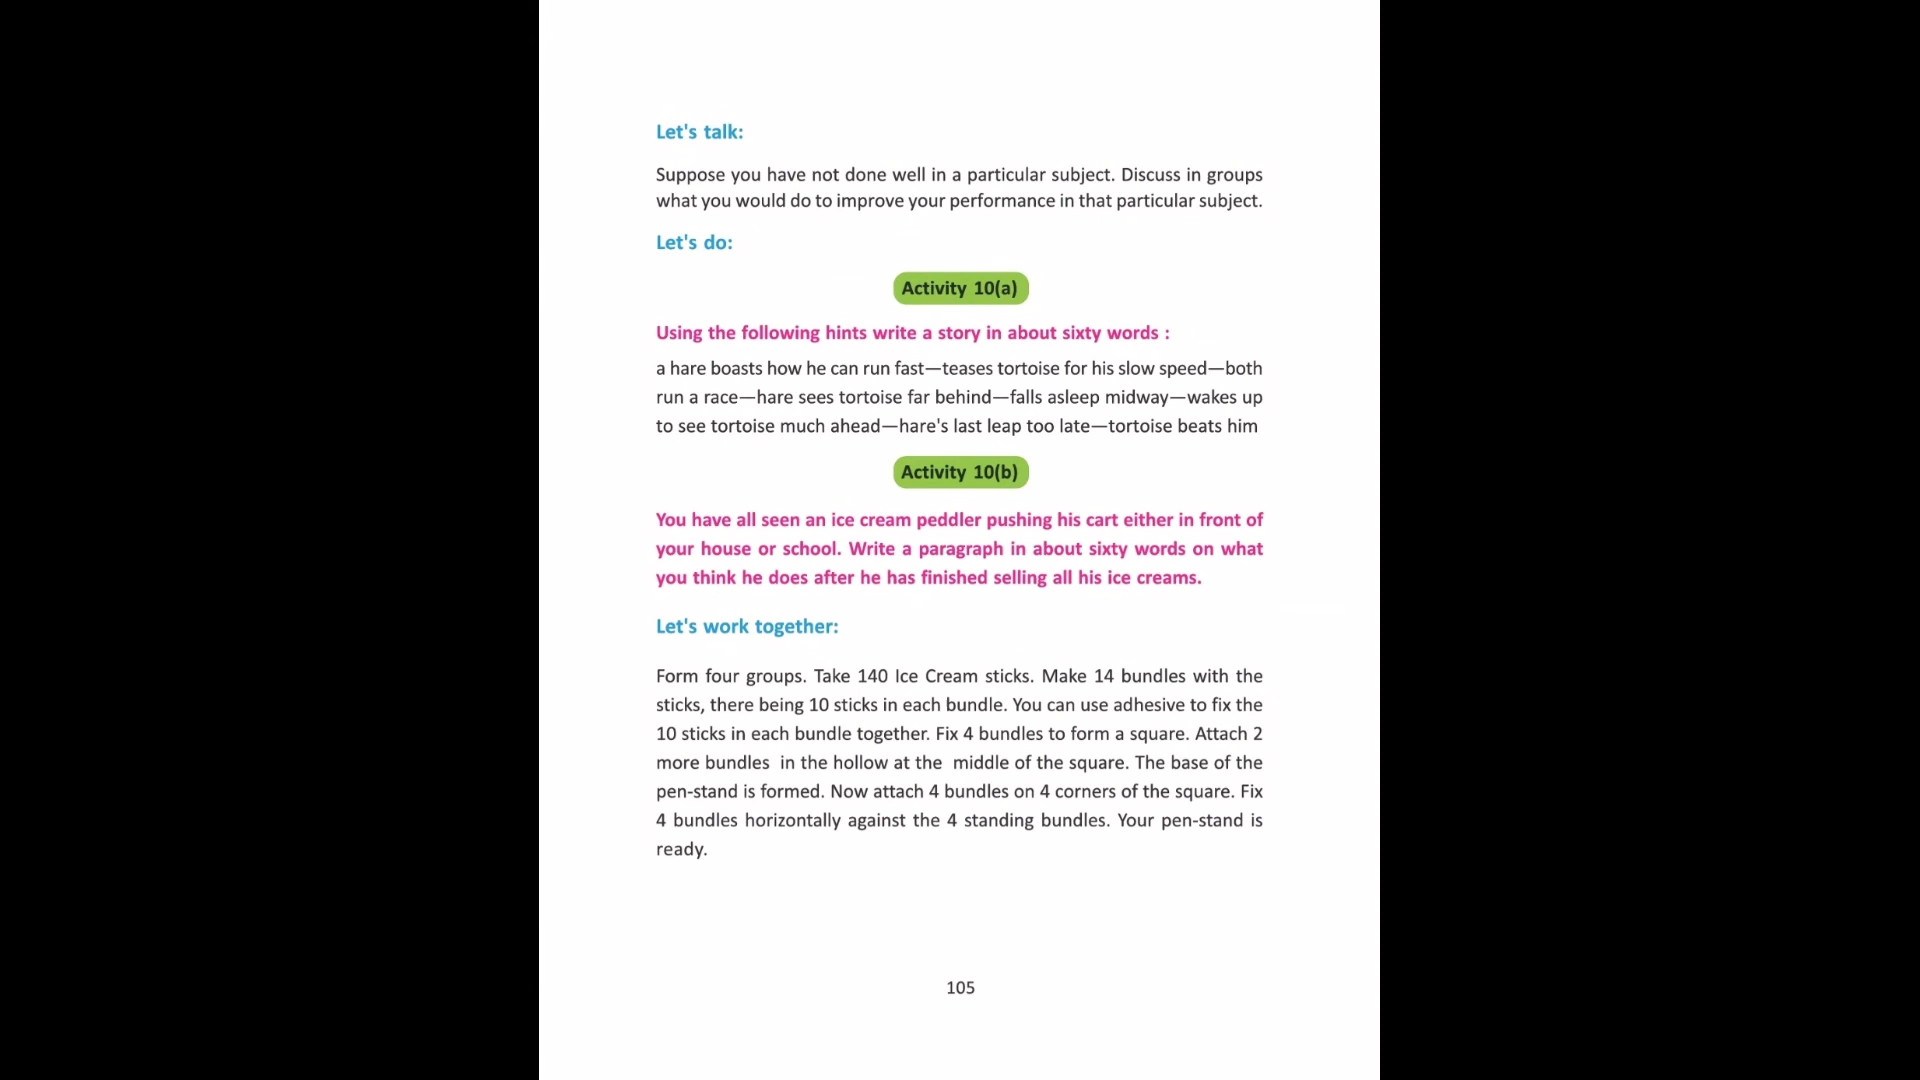 Let's talk:
Suppose you have not done well in a particular subject. Discuss in groups
what you would do to improve your performance in that particular subject.
Let's do:
Activity 10(a)
Using the following hints write a story in about sixty words :
a hare boasts how he can run fast—teases tortoise for his slow speed—both
run a race—hare sees tortoise far behind—falls asleep midway—wakes up
to see tortoise much ahead—hare's last leap too late—tortoise beats him
Activity 10(b)
You have all seen an ice cream peddler pushing his cart either in front of
your house or school. Write a paragraph in about sixty words on what
you think he does after he has finished selling all his ice creams.
Let's work together:
Form four groups. Take 140 Ice Cream sticks. Make 14 bundles with the
sticks, there being 10 sticks in each bundle. You can use adhesive to fix the
10 sticks in each bundle together. Fix 4 bundles to form a square. Attach 2
more bundles in the hollow at the middle of the square. The base of the
pen-stand is formed. Now attach 4 bundles on 4 corners of the square. Fix
4 bundles horizontally against the 4 standing bundles. Your pen-stand is
ready.
105